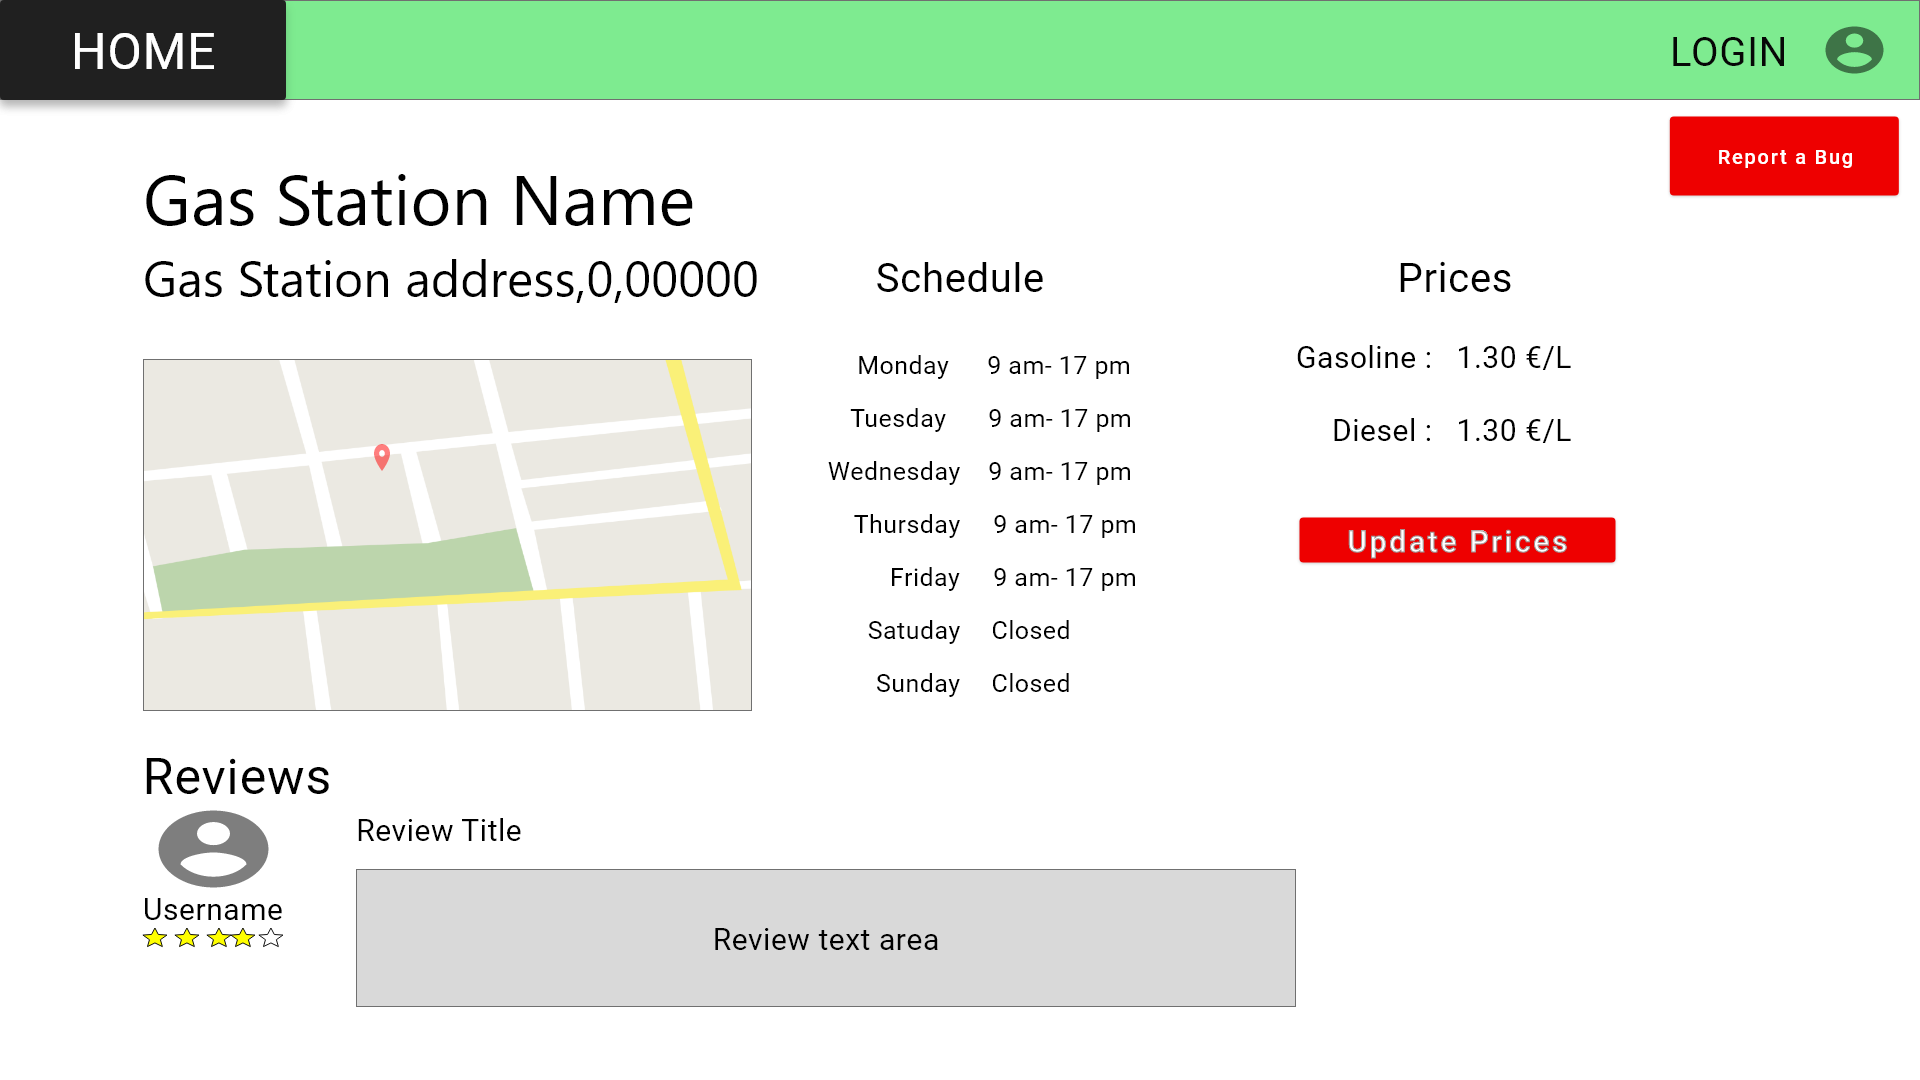 HOME
LOGIN
Report a Bug
Gas Station Name
Gas Station address,0,00000
Schedule
Monday 9 am- 17 pm
Tuesday 9 am- 17 pm
Wednesday 9 am- 17 pm
Thursday 9 am- 17 pm
Friday 9 am- 17 pm
Satuday Closed
Sunday Closed
Prices
Gasoline : 1.30 €/L
Diesel : 1.30 €/L
Update Prices
Reviews
Username
Review Title
Review text area